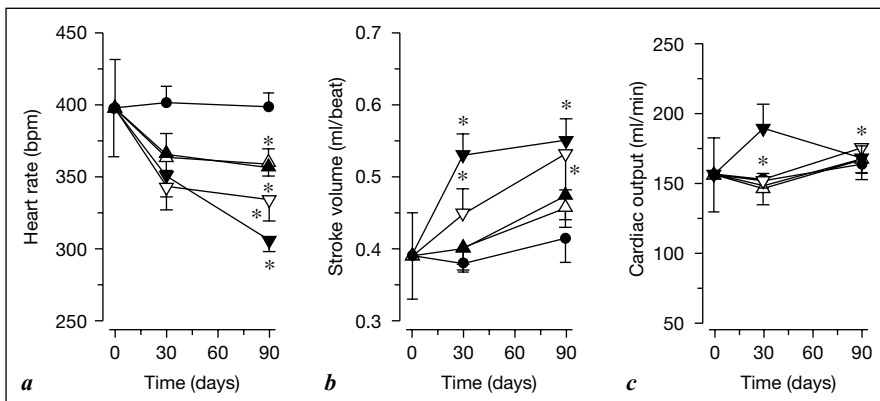 Heart rate (bpm)
450
400
350
300
250
*
*
*
*
0 30 60 90
Time (days)
a
Stroke volume (ml/beat)
0.7
0.6
0.5
0.4
0.3
*
*
*
*
0 30 60 90
Time (days)
b
Cardiac output (ml/min)
250
200
150
100
50
*
*
0 30 60 90
Time (days)
c